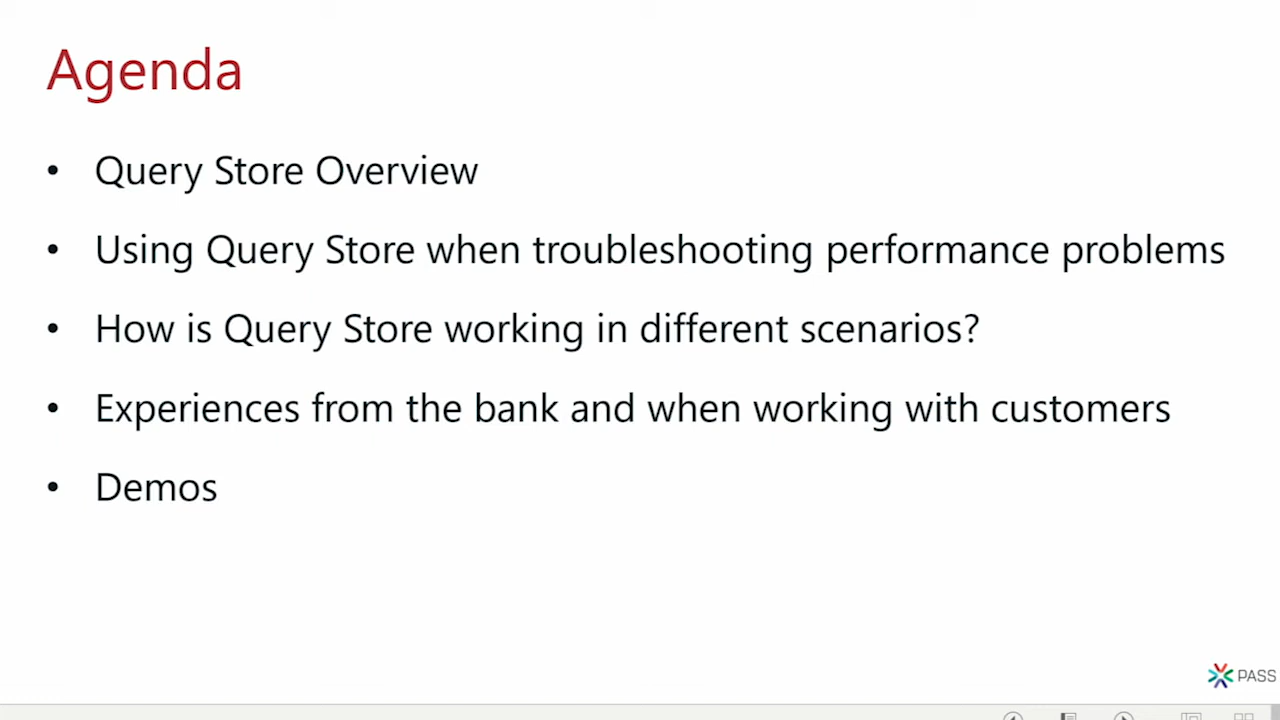 Agenda
• Query Store Overview
• Using Query Store when troubleshooting performance problems
• How is Query Store working in different scenarios?
• Experiences from the bank and when working with customers
• Demos
PASS